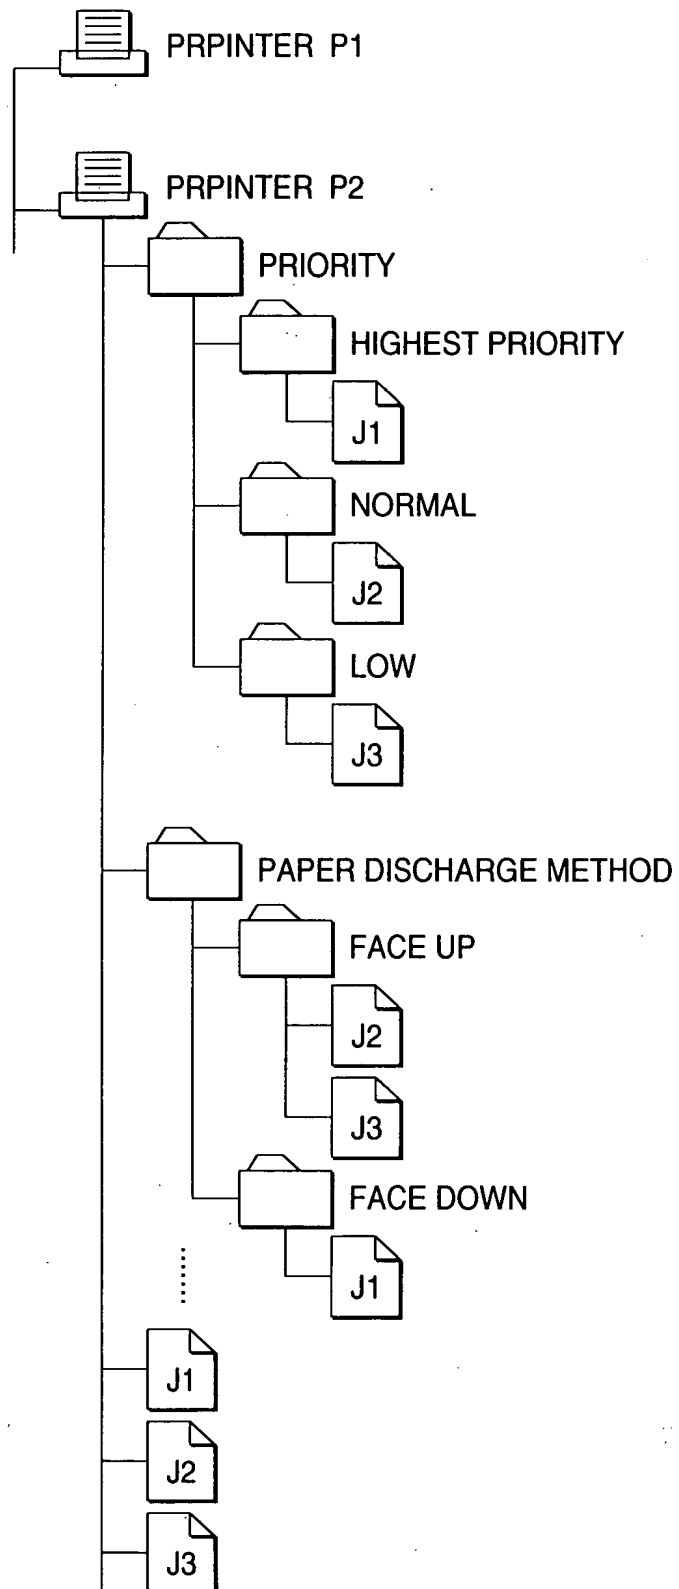 PRPINTER P1
PRPINTER P2
PRIORITY
HIGHEST PRIORITY
J1
NORMAL
J2
LOW
J3
PAPER DISCHARGE METHOD
FACE UP
J2
J3
FACE DOWN
J1
J1
J2
J3